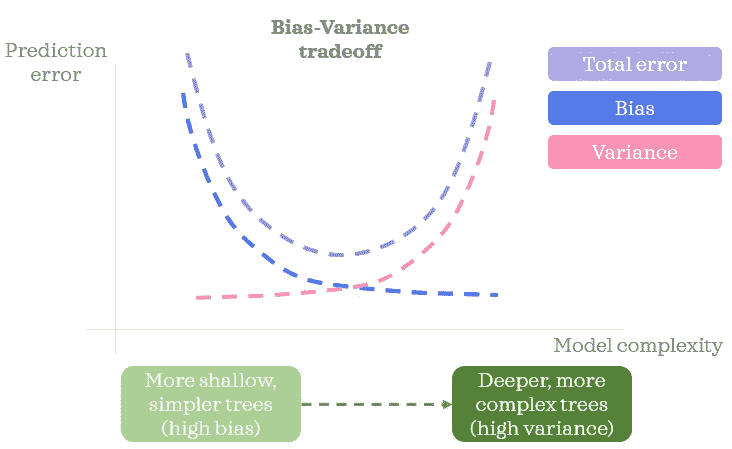 Bias-Variance
tradeoff
Prediction
error
Total error
Bias
Variance
Model complexity
More shallow,
simpler trees
(high bias)
Deeper, more
complex trees
(high variance)